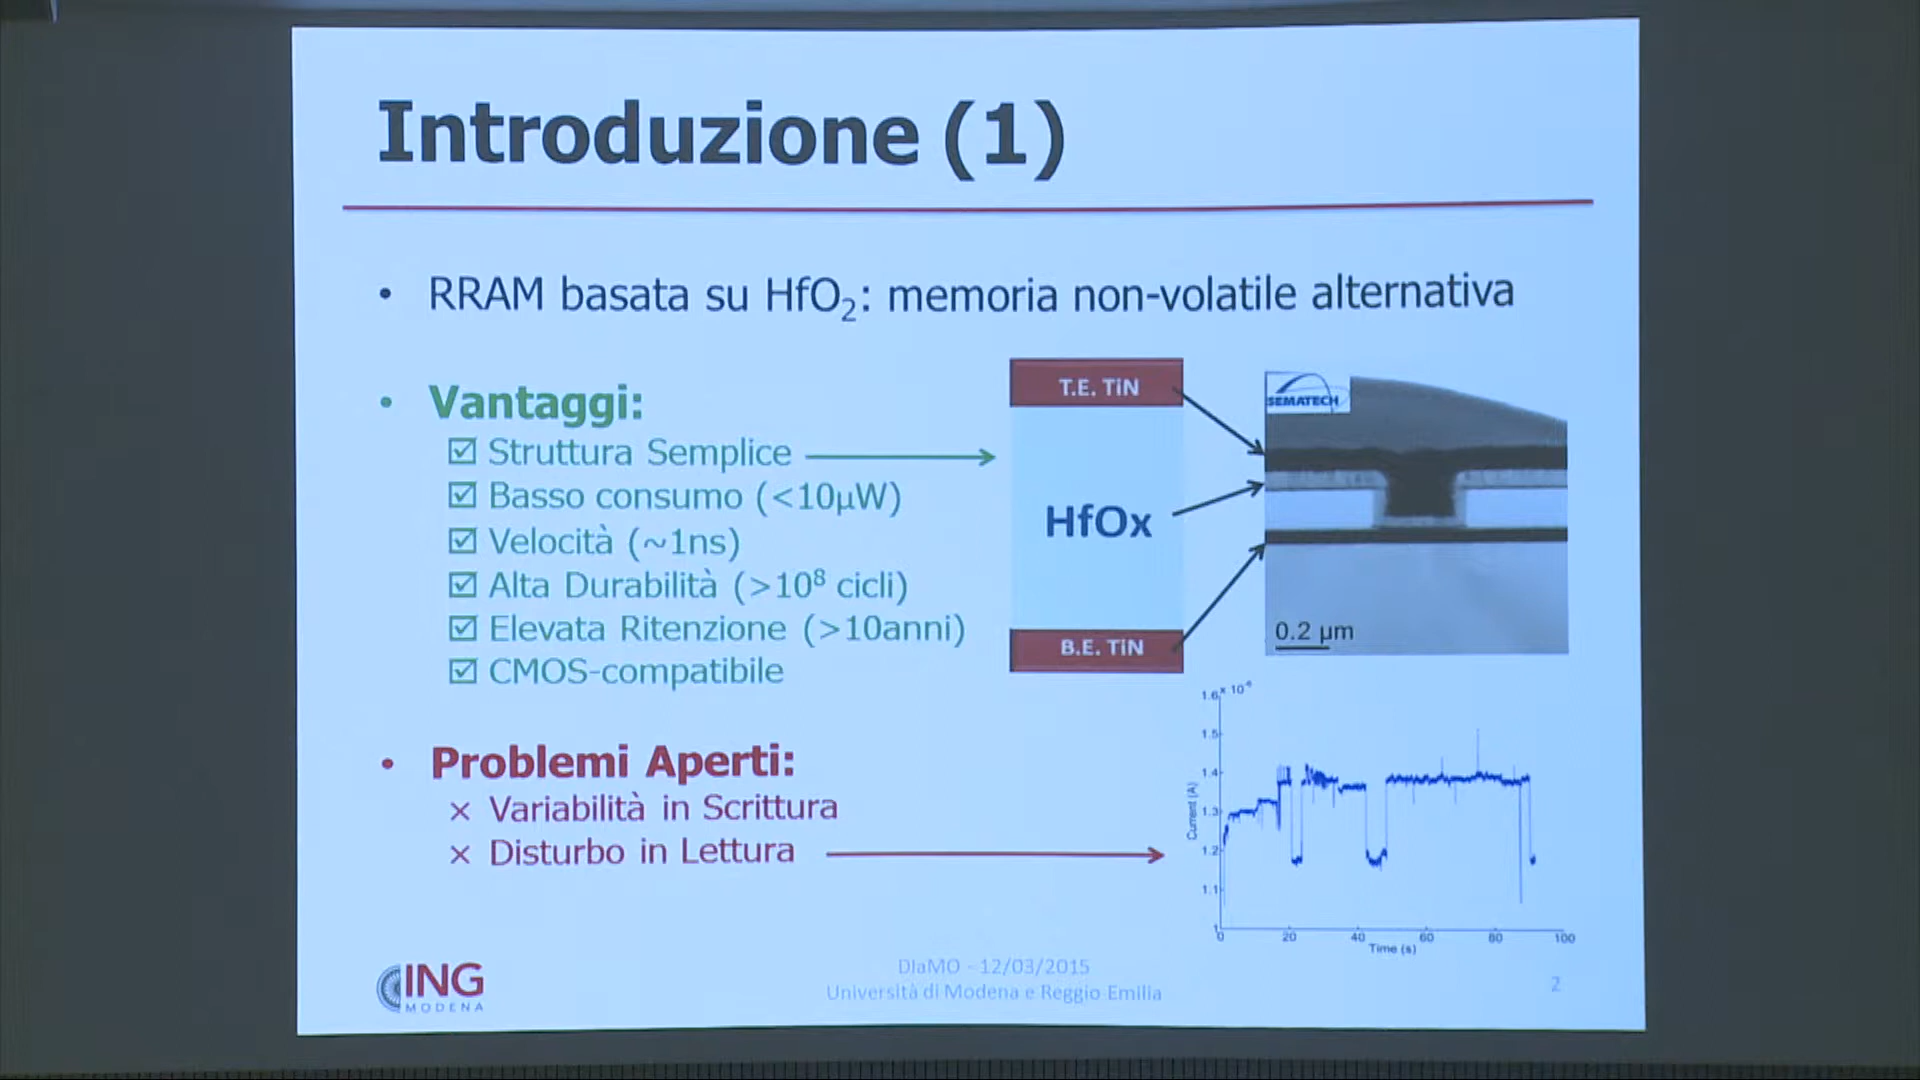 Introduzione (1)
• RRAM basata su HfO₂: memoria non-volatile alternativa
• Vantaggi:
☑ Struttura Semplice
☑ Basso consumo (<10µW)
☑ Velocità (~1ns)
☑ Alta Durabilità (>10⁸ cicli)
☑ Elevata Ritenzione (>10anni)
☑ CMOS-compatibile
T.E. TiN
HfOx
B.E. TiN
SEMATECH
0.2 µm
• Problemi Aperti:
× Variabilità in Scrittura
× Disturbo in Lettura
1.6 × 10⁻⁶
1.5
1.4
1.3
1.2
1.1
1
Current (A)
0 20 40 60 80 100
Time (s)
ING
MODENA
DIaMO - 12/03/2015
Università di Modena e Reggio Emilia
2